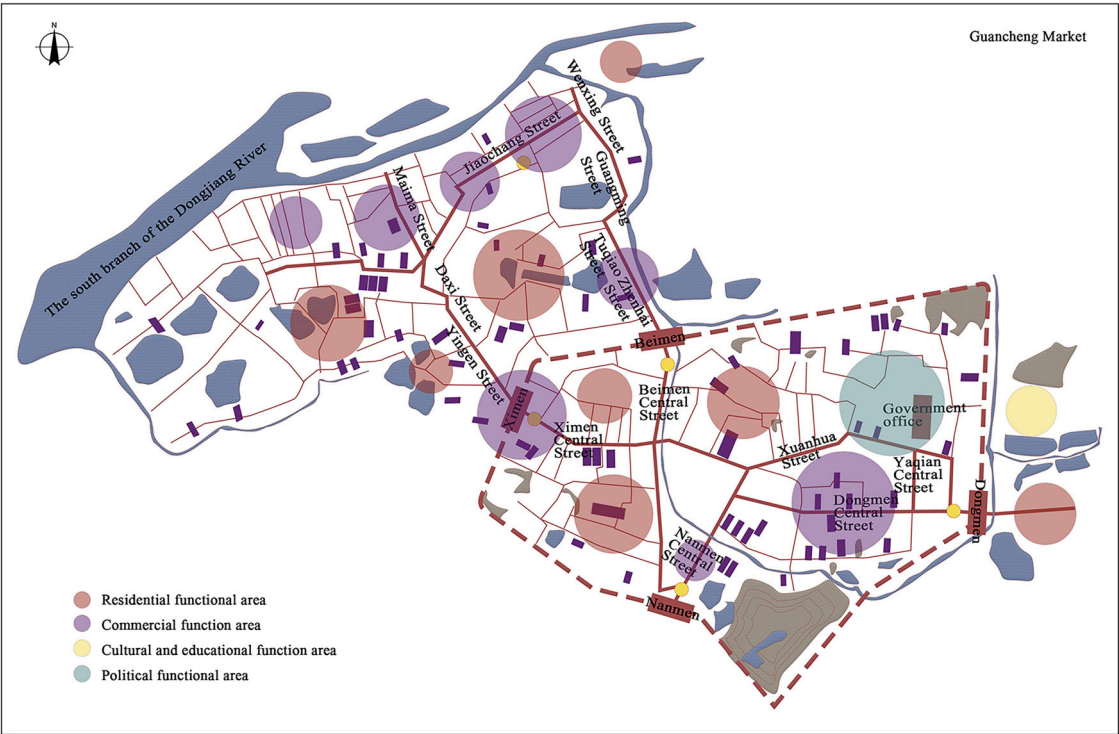 N
Guancheng Market
Wenxing Street
Jiaochang Street
Guangming
Street
The south branch of the Dongjiang River
Maima Street
Tuqiao Zhenhai
Street Street
Daxi Street
Yingen Street
Beimen
Beimen
Central
Street
Ximen
Ximen
Central
Street
Government
office
Xuanhua
Street
Yaqian
Central
Street
Dongmen
Central
Street
Dongmen
Nanmen
Central
Street
Nanmen
Residential functional area
Commercial function area
Cultural and educational function area
Political functional area